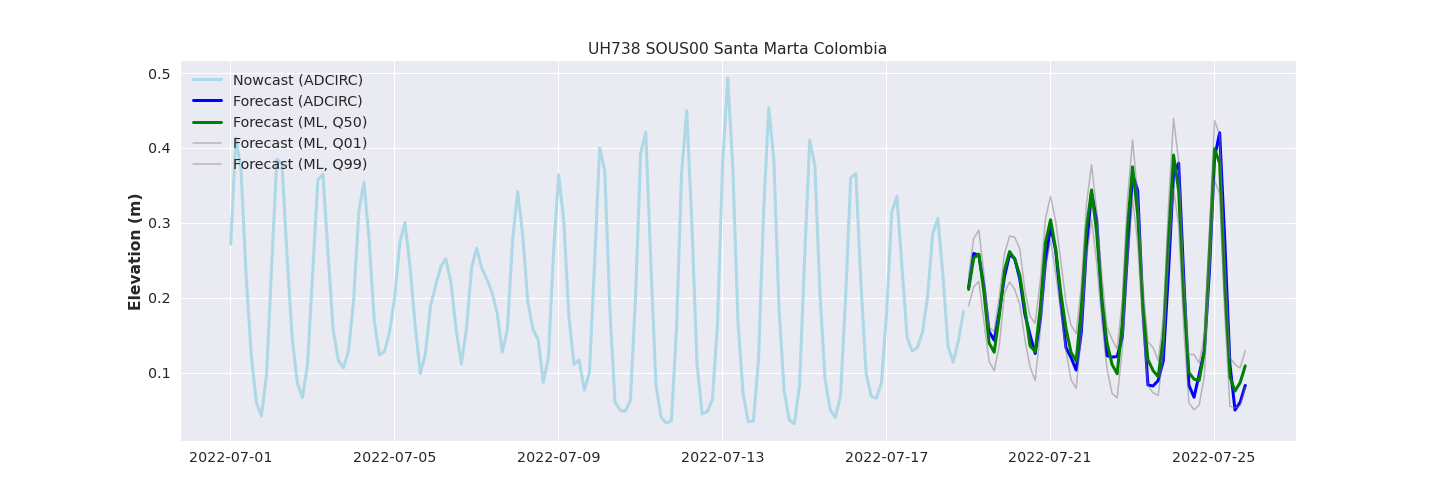 UH738 SOUS00 Santa Marta Colombia
Nowcast (ADCIRC)
Forecast (ADCIRC)
Forecast (ML, Q50)
Forecast (ML, Q01)
Forecast (ML, Q99)
Elevation (m)
0.5
0.4
0.3
0.2
0.1
2022-07-01
2022-07-05
2022-07-09
2022-07-13
2022-07-17
2022-07-21
2022-07-25